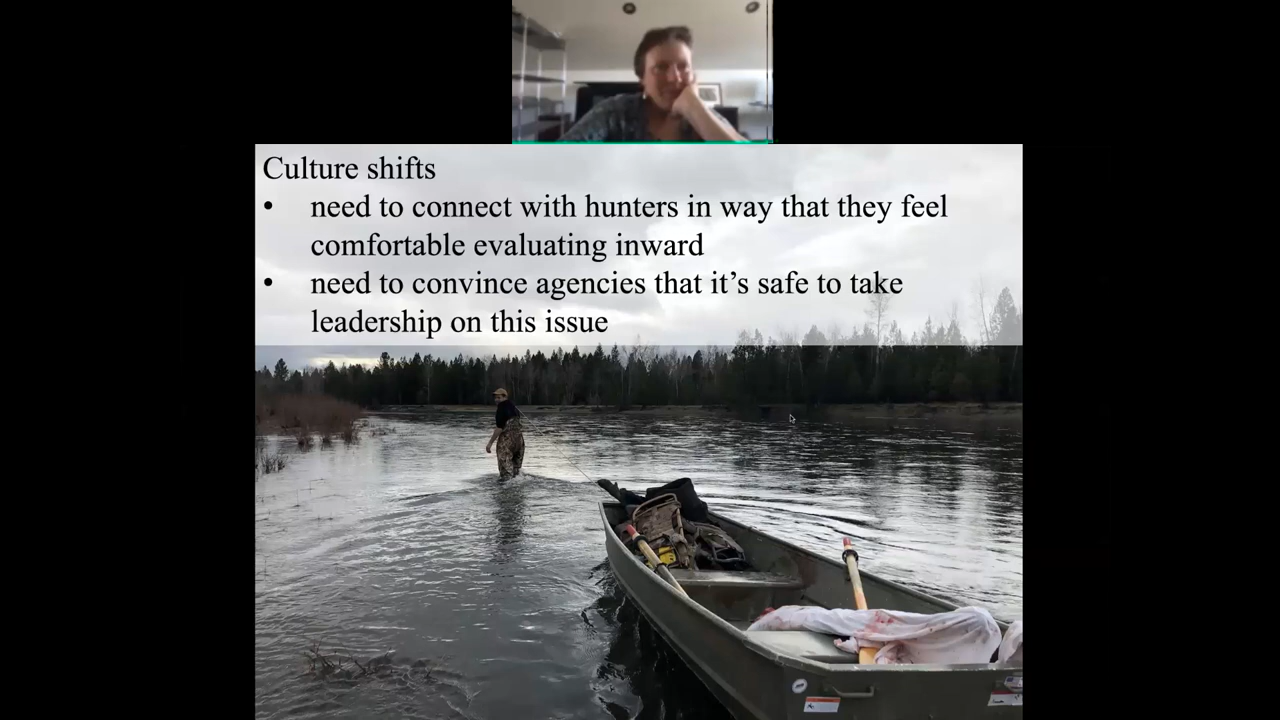 Culture shifts
• need to connect with hunters in way that they feel
comfortable evaluating inward
• need to convince agencies that it’s safe to take
leadership on this issue